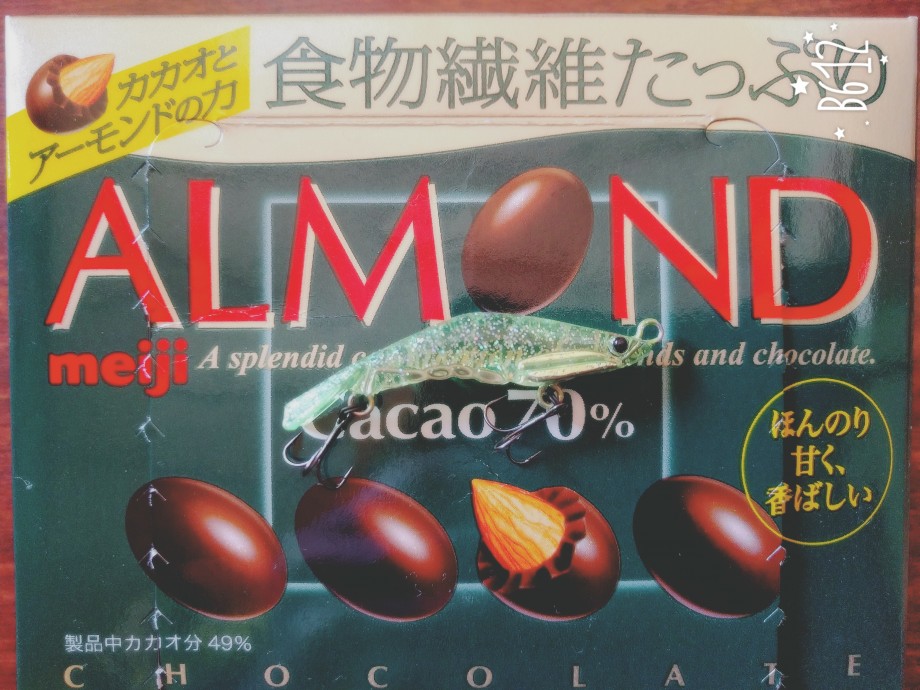 カカオと
アーモンドの力
食物繊維たっぷり
B612
ALMOND
meiji
A splendid and chocolate.
Cacao 70%
ほんのり
甘く、
香ばしい
製品中カカオ分 49%
CHOCOLATE